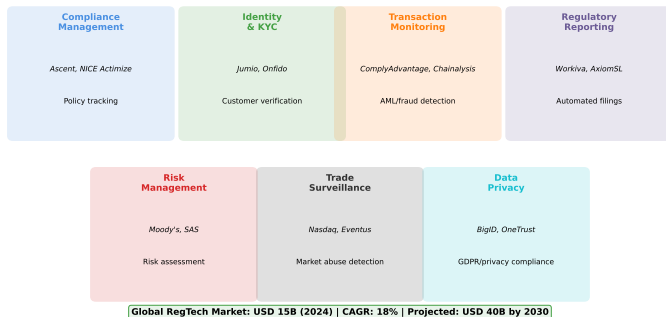 Compliance
Management
Ascent, NICE Actimize
Policy tracking
Identity
& KYC
Jumio, Onfido
Customer verification
Transaction
Monitoring
ComplyAdvantage, Chainalysis
AML/fraud detection
Regulatory
Reporting
Workiva, AxiomSL
Automated filings
Risk
Management
Moody's, SAS
Risk assessment
Trade
Surveillance
Nasdaq, Eventus
Market abuse detection
Data
Privacy
BigID, OneTrust
GDPR/privacy compliance
Global RegTech Market: USD 15B (2024) | CAGR: 18% | Projected: USD 40B by 2030